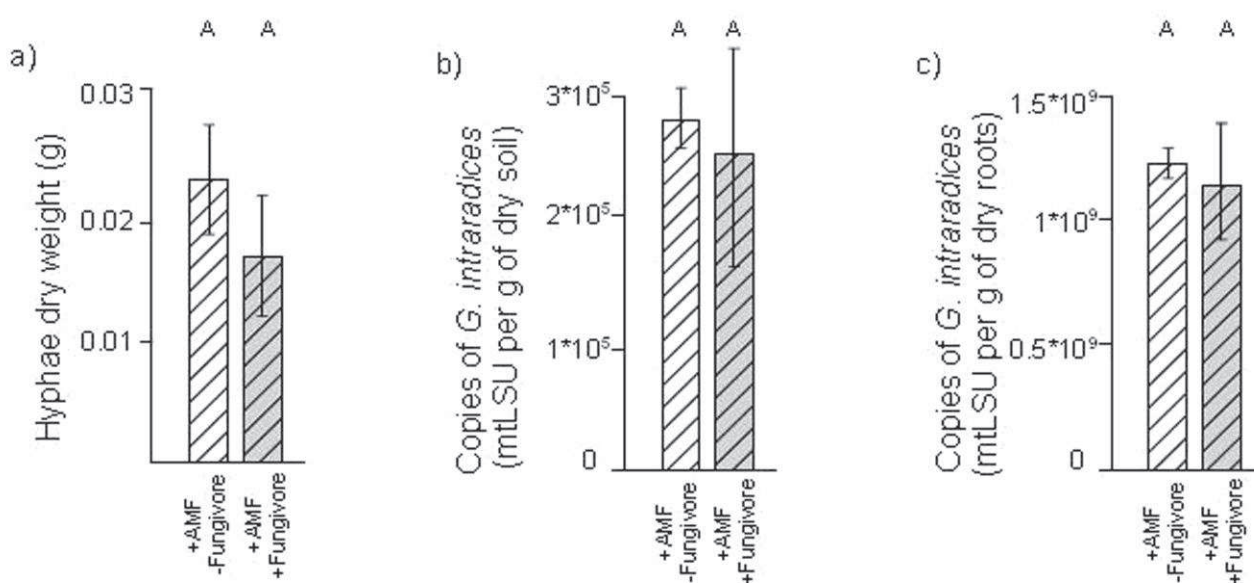 a)
A A
Hyphae dry weight (g)
0.03
0.02
0.01
+AMF
-Fungivore
+AMF
+Fungivore
b)
A A
Copies of G. intraradices
(mtLSU per g of dry soil)
3*10⁵
2*10⁵
1*10⁵
0
+AMF
-Fungivore
+AMF
+Fungivore
c)
A A
Copies of G. intraradices
(mtLSU per g of dry roots)
1.5*10⁹
1*10⁹
0.5*10⁹
0
+AMF
-Fungivore
+AMF
+Fungivore